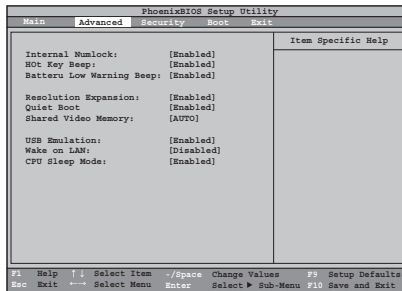 PhoenixBIOS Setup Utility
Main Advanced Security Boot Exit
Item Specific Help
Internal Numlock: [Enabled]
HOt Key Beep: [Enabled]
Batteru Low Warning Beep: [Enabled]
Resolution Expansion: [Enabled]
Quiet Boot [Enabled]
Shared Video Memory: [AUTO]
USB Emulation: [Enabled]
Wake on LAN: [Disabled]
CPU Sleep Mode: [Enabled]
F1 Help ↑↓ Select Item -/Space Change Values F9 Setup Defaults
Esc Exit ←→ Select Menu Enter Select ▶ Sub-Menu F10 Save and Exit